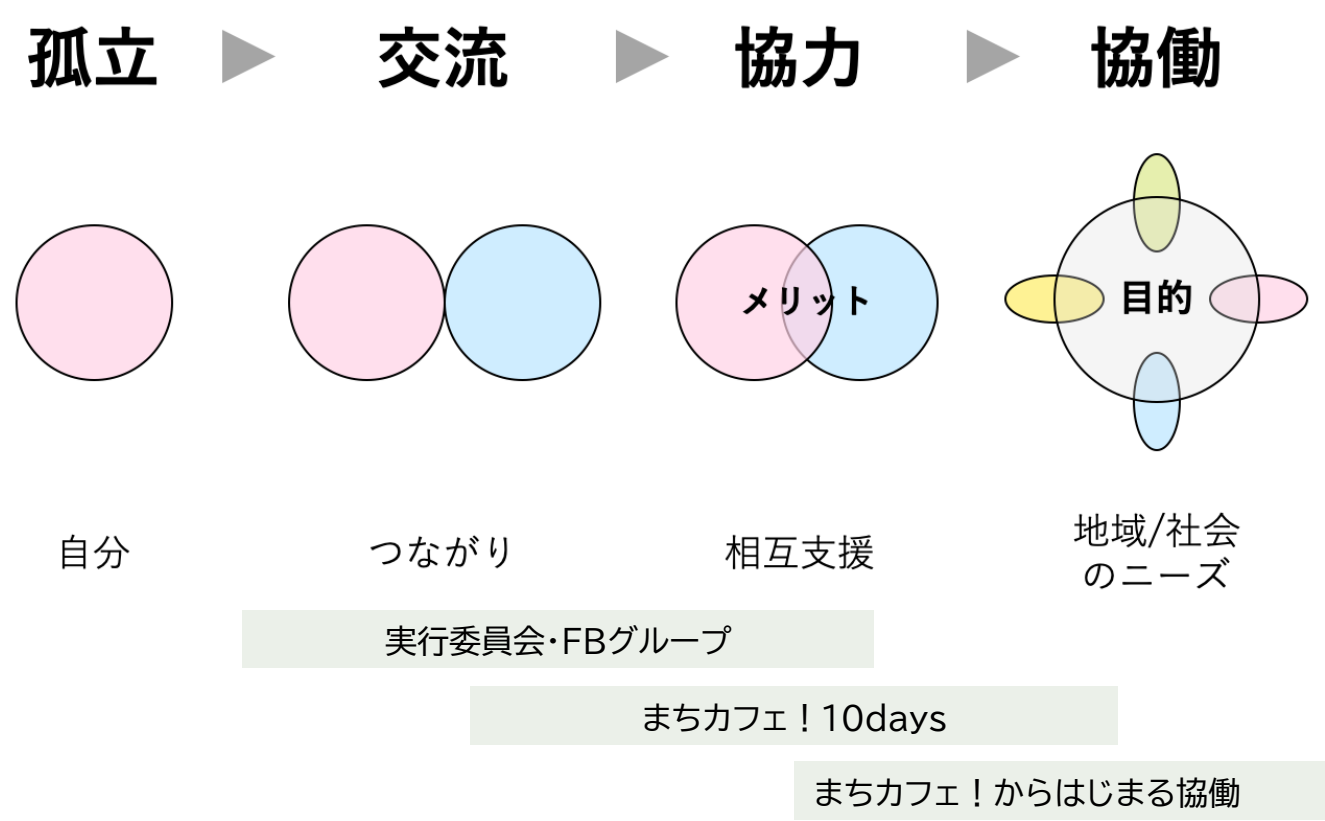 孤立
交流
協力
協働
メリット
目的
自分
つながり
相互支援
地域/社会
のニーズ
実行委員会・FBグループ
まちカフェ！10days
まちカフェ！からはじまる協働